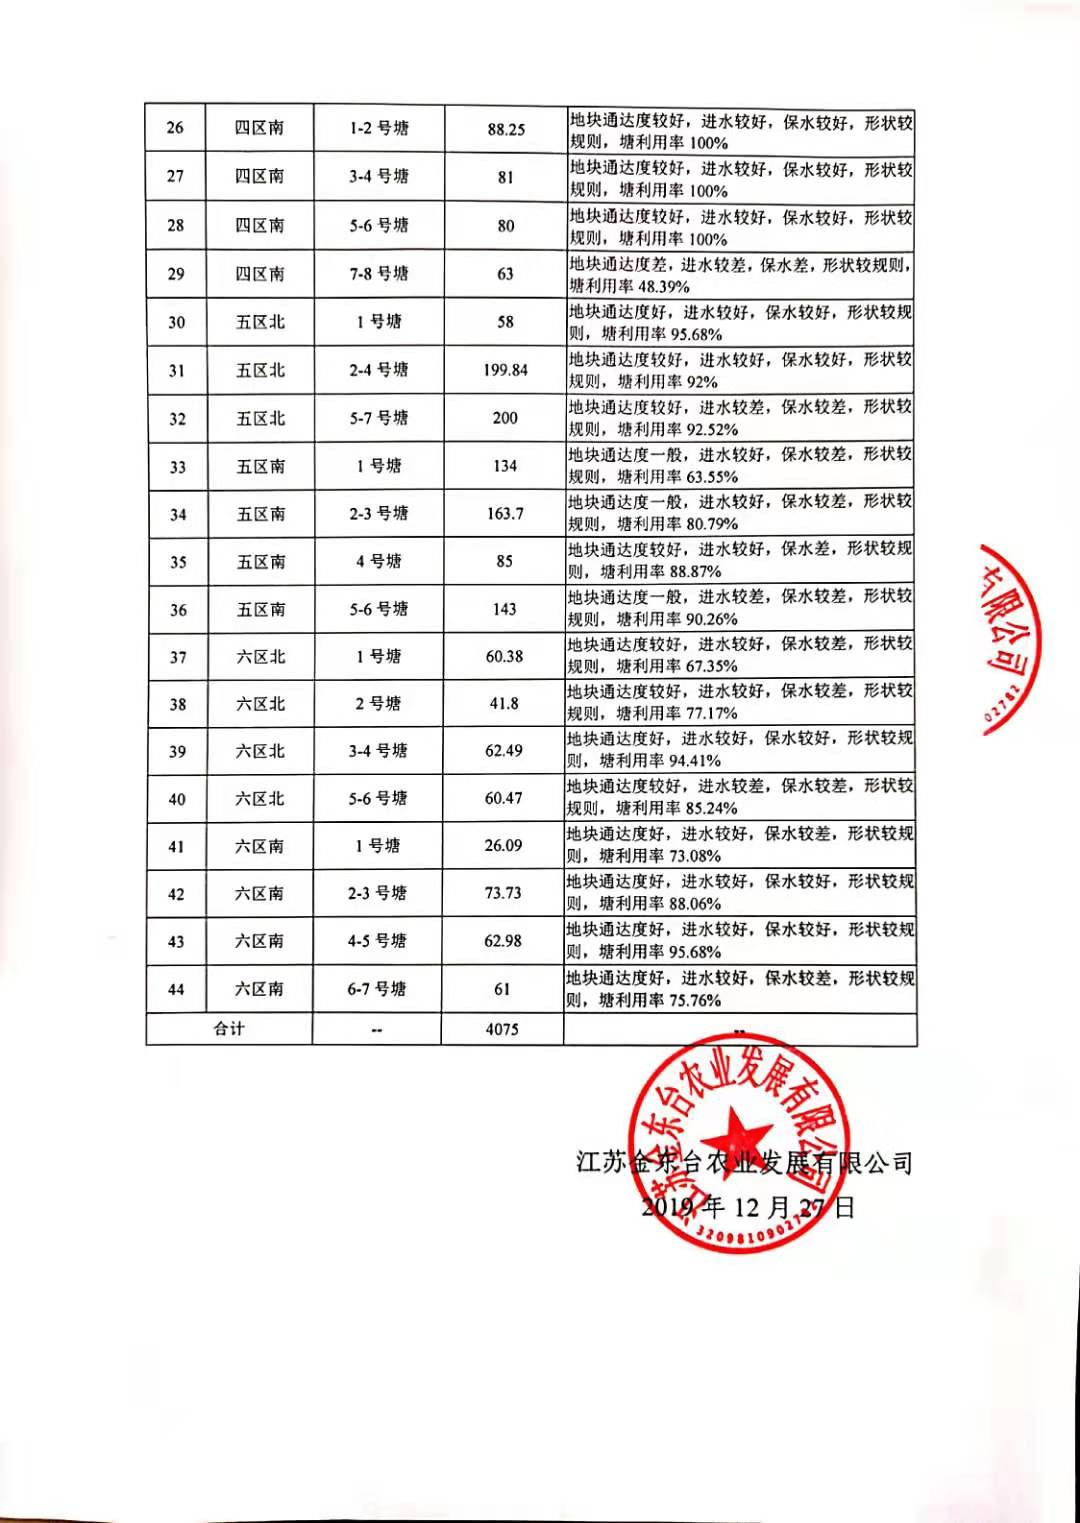 26 四区南 1-2 号塘 88.25 地块通达度较好，进水较好，保水较好，形状较
规则，塘利用率 100%
27 四区南 3-4 号塘 81 地块通达度较好，进水较好，保水较好，形状较
规则，塘利用率 100%
28 四区南 5-6 号塘 80 地块通达度较好，进水较好，保水较好，形状较
规则，塘利用率 100%
29 四区南 7-8 号塘 63 地块通达度差，进水较差，保水差，形状较规则，
塘利用率 48.39%
30 五区北 1 号塘 58 地块通达度好，进水较好，保水较好，形状较规
则，塘利用率 95.68%
31 五区北 2-4 号塘 199.84 地块通达度较好，进水较好，保水较好，形状较
规则，塘利用率 92%
32 五区北 5-7 号塘 200 地块通达度较好，进水较差，保水较差，形状较
规则，塘利用率 92.52%
33 五区南 1 号塘 134 地块通达度一般，进水较好，保水较差，形状较
规则，塘利用率 63.55%
34 五区南 2-3 号塘 163.7 地块通达度一般，进水较好，保水较差，形状较
规则，塘利用率 80.79%
35 五区南 4 号塘 85 地块通达度较好，进水较好，保水差，形状较规
则，塘利用率 88.87%
36 五区南 5-6 号塘 143 地块通达度一般，进水较差，保水较差，形状较
规则，塘利用率 90.26%
37 六区北 1 号塘 60.38 地块通达度较好，进水较好，保水较差，形状较
规则，塘利用率 67.35%
38 六区北 2 号塘 41.8 地块通达度较好，进水较好，保水较差，形状较
规则，塘利用率 77.17%
39 六区北 3-4 号塘 62.49 地块通达度好，进水较好，保水较好，形状较规
则，塘利用率 94.41%
40 六区北 5-6 号塘 60.47 地块通达度较好，进水较差，保水较差，形状较
规则，塘利用率 85.24%
41 六区南 1 号塘 26.09 地块通达度好，进水较好，保水较差，形状较规
则，塘利用率 73.08%
42 六区南 2-3 号塘 73.73 地块通达度好，进水较好，保水较好，形状较规
则，塘利用率 88.06%
43 六区南 4-5 号塘 62.98 地块通达度好，进水较好，保水较好，形状较规
则，塘利用率 95.68%
44 六区南 6-7 号塘 61 地块通达度好，进水较好，保水较差，形状较规
则，塘利用率 75.76%
合计 -- 4075 --
限公司
02782
江苏金东台农业发展有限公司
3209810902782
江苏金东台农业发展有限公司
2019 年 12 月 27 日